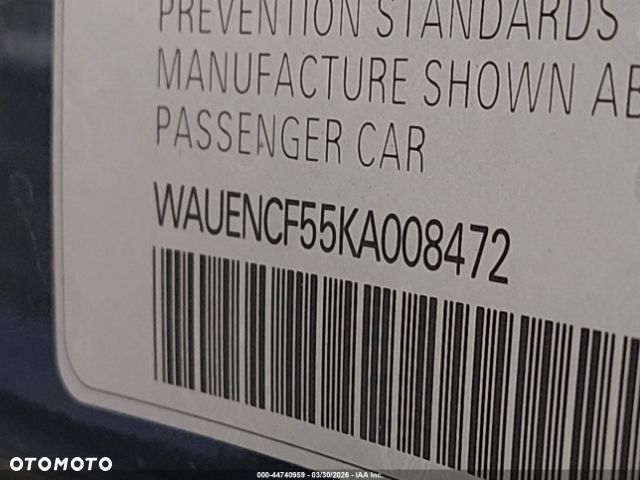 PREVENTION STANDARDS
MANUFACTURE SHOWN AB
PASSENGER CAR
WAUENCF55KA008472
OTOMOTO
000-44740959 - 03/30/2026 - IAA Inc.